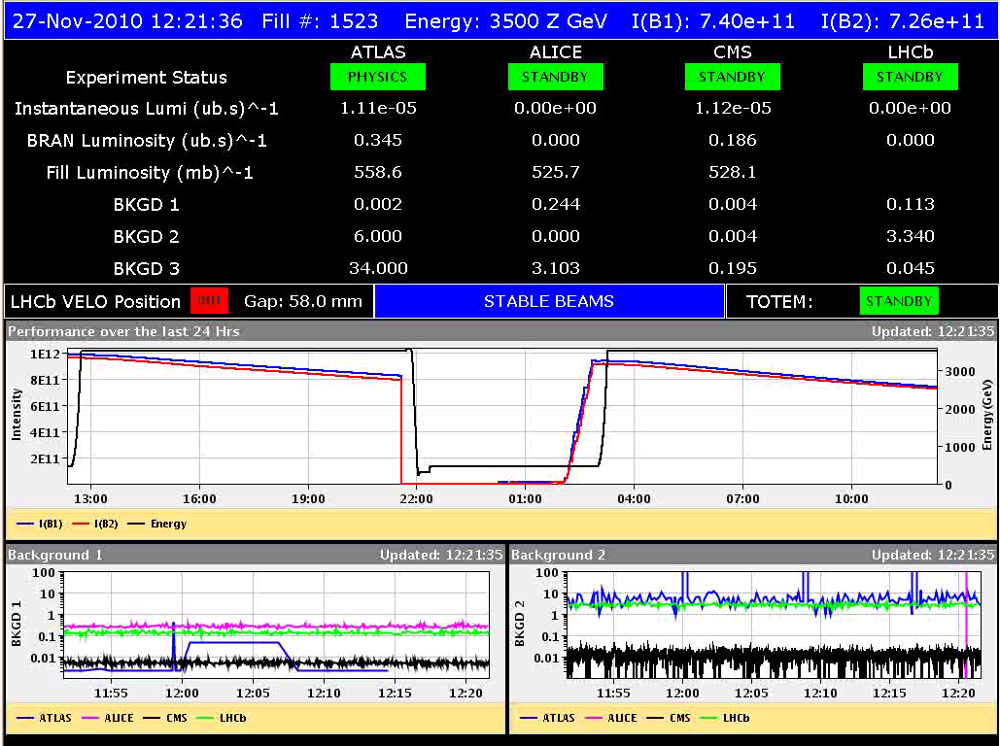 27-Nov-2010 12:21:36 Fill #: 1523 Energy: 3500 Z GeV I(B1): 7.40e+11 I(B2): 7.26e+11
ATLAS ALICE CMS LHCb
Experiment Status PHYSICS STANDBY STANDBY STANDBY
Instantaneous Lumi (ub.s)^-1 1.11e-05 0.00e+00 1.12e-05 0.00e+00
BRAN Luminosity (ub.s)^-1 0.345 0.000 0.186 0.000
Fill Luminosity (mb)^-1 558.6 525.7 528.1
BKGD 1 0.002 0.244 0.004 0.113
BKGD 2 6.000 0.000 0.004 3.340
BKGD 3 34.000 3.103 0.195 0.045
LHCb VELO Position OUT Gap: 58.0 mm STABLE BEAMS TOTEM: STANDBY
Performance over the last 24 Hrs Updated: 12:21:35
Intensity
1E12
8E11
6E11
4E11
2E11
3000
2000
1000
0
Energy (GeV)
13:00 16:00 19:00 22:00 01:00 04:00 07:00 10:00
I(B1) I(B2) Energy
Background 1 Updated: 12:21:35
BKGD 1
100
10
1
0.1
0.01
11:55 12:00 12:05 12:10 12:15 12:20
ATLAS ALICE CMS LHCb
Background 2 Updated: 12:21:35
BKGD 2
100
10
1
0.1
0.01
11:55 12:00 12:05 12:10 12:15 12:20
ATLAS ALICE CMS LHCb